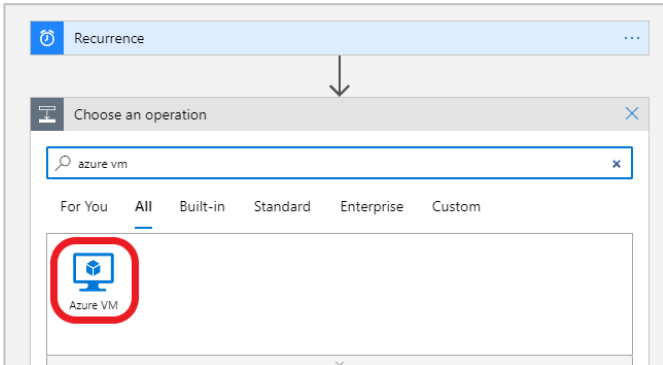 Recurrence
Choose an operation
azure vm
For You All Built-in Standard Enterprise Custom
Azure VM